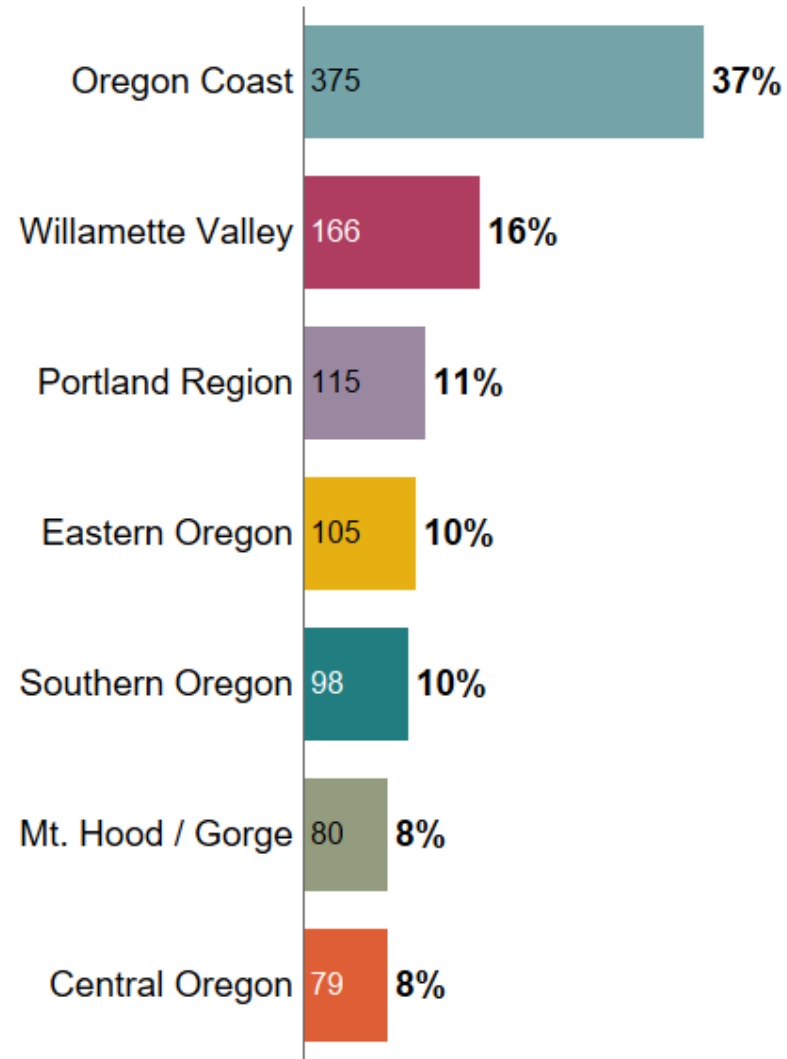 Oregon Coast 375 37%
Willamette Valley 166 16%
Portland Region 115 11%
Eastern Oregon 105 10%
Southern Oregon 98 10%
Mt. Hood / Gorge 80 8%
Central Oregon 79 8%